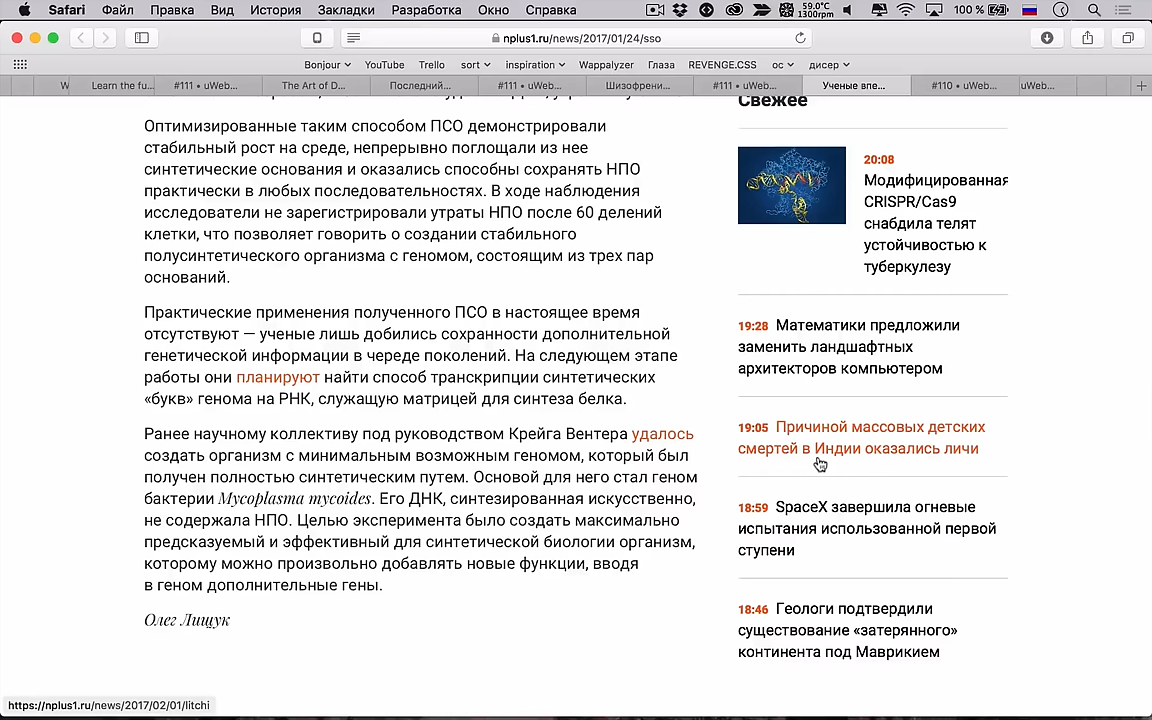 Safari Файл Правка Вид История Закладки Разработка Окно Справка 59.0°C 1300rpm 100 %
nplus1.ru/news/2017/01/24/sso
Bonjour YouTube Trello sort inspiration Wappalyzer Глаза REVENGE.CSS ос дисер
W Learn the fu... #111 • uWeb... The Art of D... Последний... #111 • uWeb... Шизофрени... #111 • uWeb... Ученые впе... #110 • uWeb... uWeb...
Оптимизированные таким способом ПСО демонстрировали
стабильный рост на среде, непрерывно поглощали из нее
синтетические основания и оказались способны сохранять НПО
практически в любых последовательностях. В ходе наблюдения
исследователи не зарегистрировали утраты НПО после 60 делений
клетки, что позволяет говорить о создании стабильного
полусинтетического организма с геномом, состоящим из трех пар
оснований.
Практические применения полученного ПСО в настоящее время
отсутствуют — ученые лишь добились сохранности дополнительной
генетической информации в череде поколений. На следующем этапе
работы они планируют найти способ транскрипции синтетических
«букв» генома на РНК, служащую матрицей для синтеза белка.
Ранее научному коллективу под руководством Крейга Вентера удалось
создать организм с минимальным возможным геномом, который был
получен полностью синтетическим путем. Основой для него стал геном
бактерии Mycoplasma mycoides. Его ДНК, синтезированная искусственно,
не содержала НПО. Целью эксперимента было создать максимально
предсказуемый и эффективный для синтетической биологии организм,
которому можно произвольно добавлять новые функции, вводя
в геном дополнительные гены.
Олег Лищук
Свежее
20:08
Модифицированная
CRISPR/Cas9
снабдила телят
устойчивостью к
туберкулезу
19:28 Математики предложили
заменить ландшафтных
архитекторов компьютером
19:05 Причиной массовых детских
смертей в Индии оказались личи
18:59 SpaceX завершила огневые
испытания использованной первой
ступени
18:46 Геологи подтвердили
существование «затерянного»
континента под Маврикием
https://nplus1.ru/news/2017/02/01/litchi